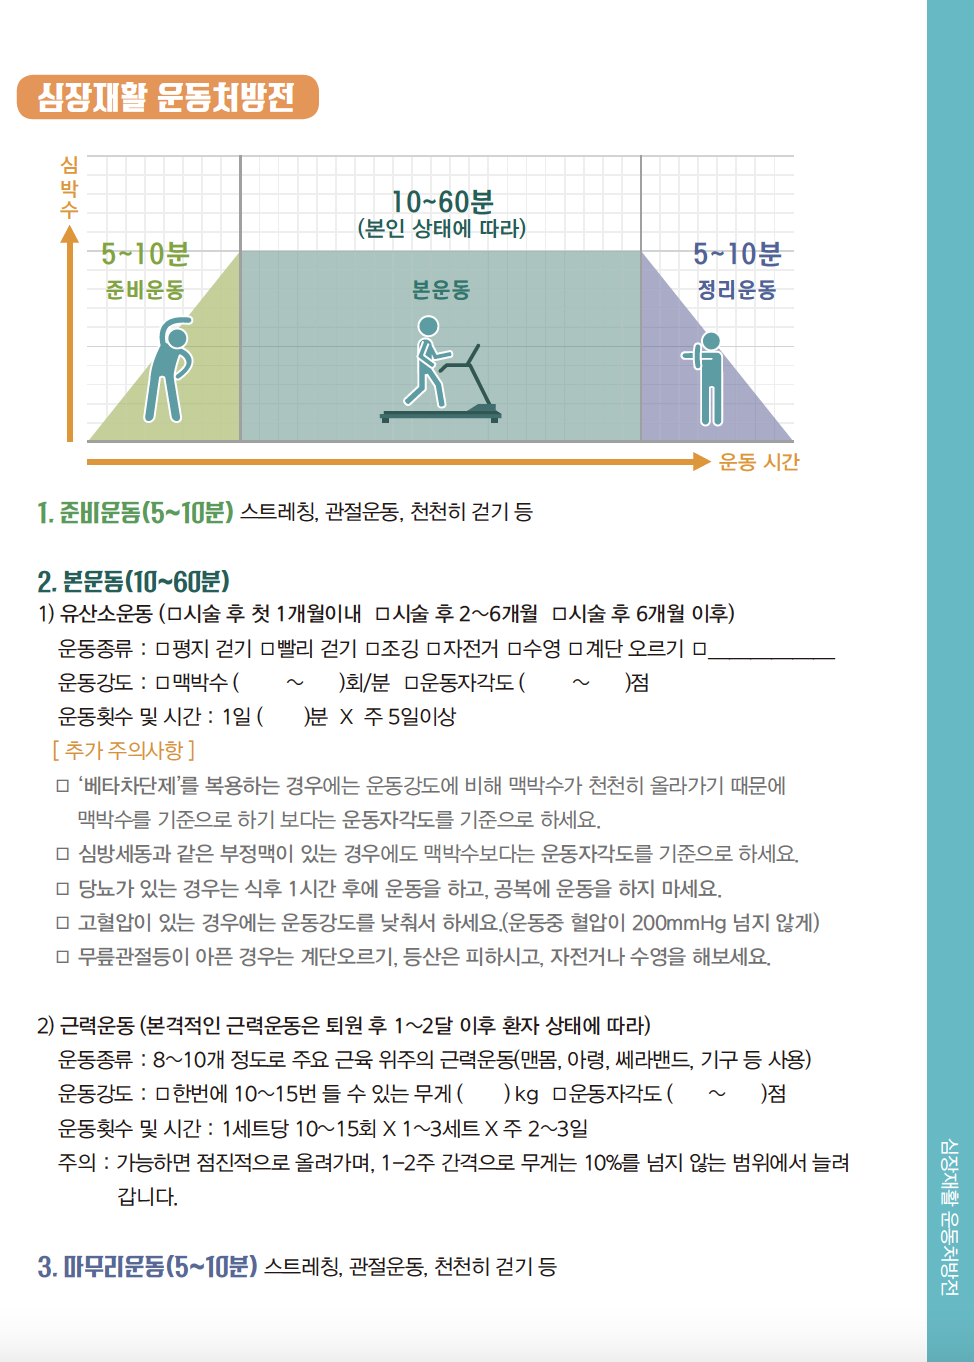 심장재활 운동처방전
심박수
10~60분
(본인 상태에 따라)
5~10분
준비운동
본운동
5~10분
정리운동
운동 시간
1. 준비운동(5~10분) 스트레칭, 관절운동, 천천히 걷기 등
2. 본운동(10~60분)
1) 유산소운동 (□시술 후 첫 1개월이내 □시술 후 2~6개월 □시술 후 6개월 이후)
운동종류 : □평지 걷기 □빨리 걷기 □조깅 □자전거 □수영 □계단 오르기 □____________
운동강도 : □맥박수 ( ~ )회/분 □운동자각도 ( ~ )점
운동횟수 및 시간 : 1일 ( )분 X 주 5일이상
[ 추가 주의사항 ]
□ ‘베타차단제’를 복용하는 경우에는 운동강도에 비해 맥박수가 천천히 올라가기 때문에
맥박수를 기준으로 하기 보다는 운동자각도를 기준으로 하세요.
□ 심방세동과 같은 부정맥이 있는 경우에도 맥박수보다는 운동자각도를 기준으로 하세요.
□ 당뇨가 있는 경우는 식후 1시간 후에 운동을 하고, 공복에 운동을 하지 마세요.
□ 고혈압이 있는 경우에는 운동강도를 낮춰서 하세요.(운동중 혈압이 200mmHg 넘지 않게)
□ 무릎관절등이 아픈 경우는 계단오르기, 등산은 피하시고, 자전거나 수영을 해보세요.
2) 근력운동 (본격적인 근력운동은 퇴원 후 1~2달 이후 환자 상태에 따라)
운동종류 : 8~10개 정도로 주요 근육 위주의 근력운동(맨몸, 아령, 쎄라밴드, 기구 등 사용)
운동강도 : □한번에 10~15번 들 수 있는 무게 ( ) kg □운동자각도 ( ~ )점
운동횟수 및 시간 : 1세트당 10~15회 X 1~3세트 X 주 2~3일
주의 : 가능하면 점진적으로 올려가며, 1-2주 간격으로 무게는 10%를 넘지 않는 범위에서 늘려
갑니다.
3. 마무리운동(5~10분) 스트레칭, 관절운동, 천천히 걷기 등
심장재활 운동처방전